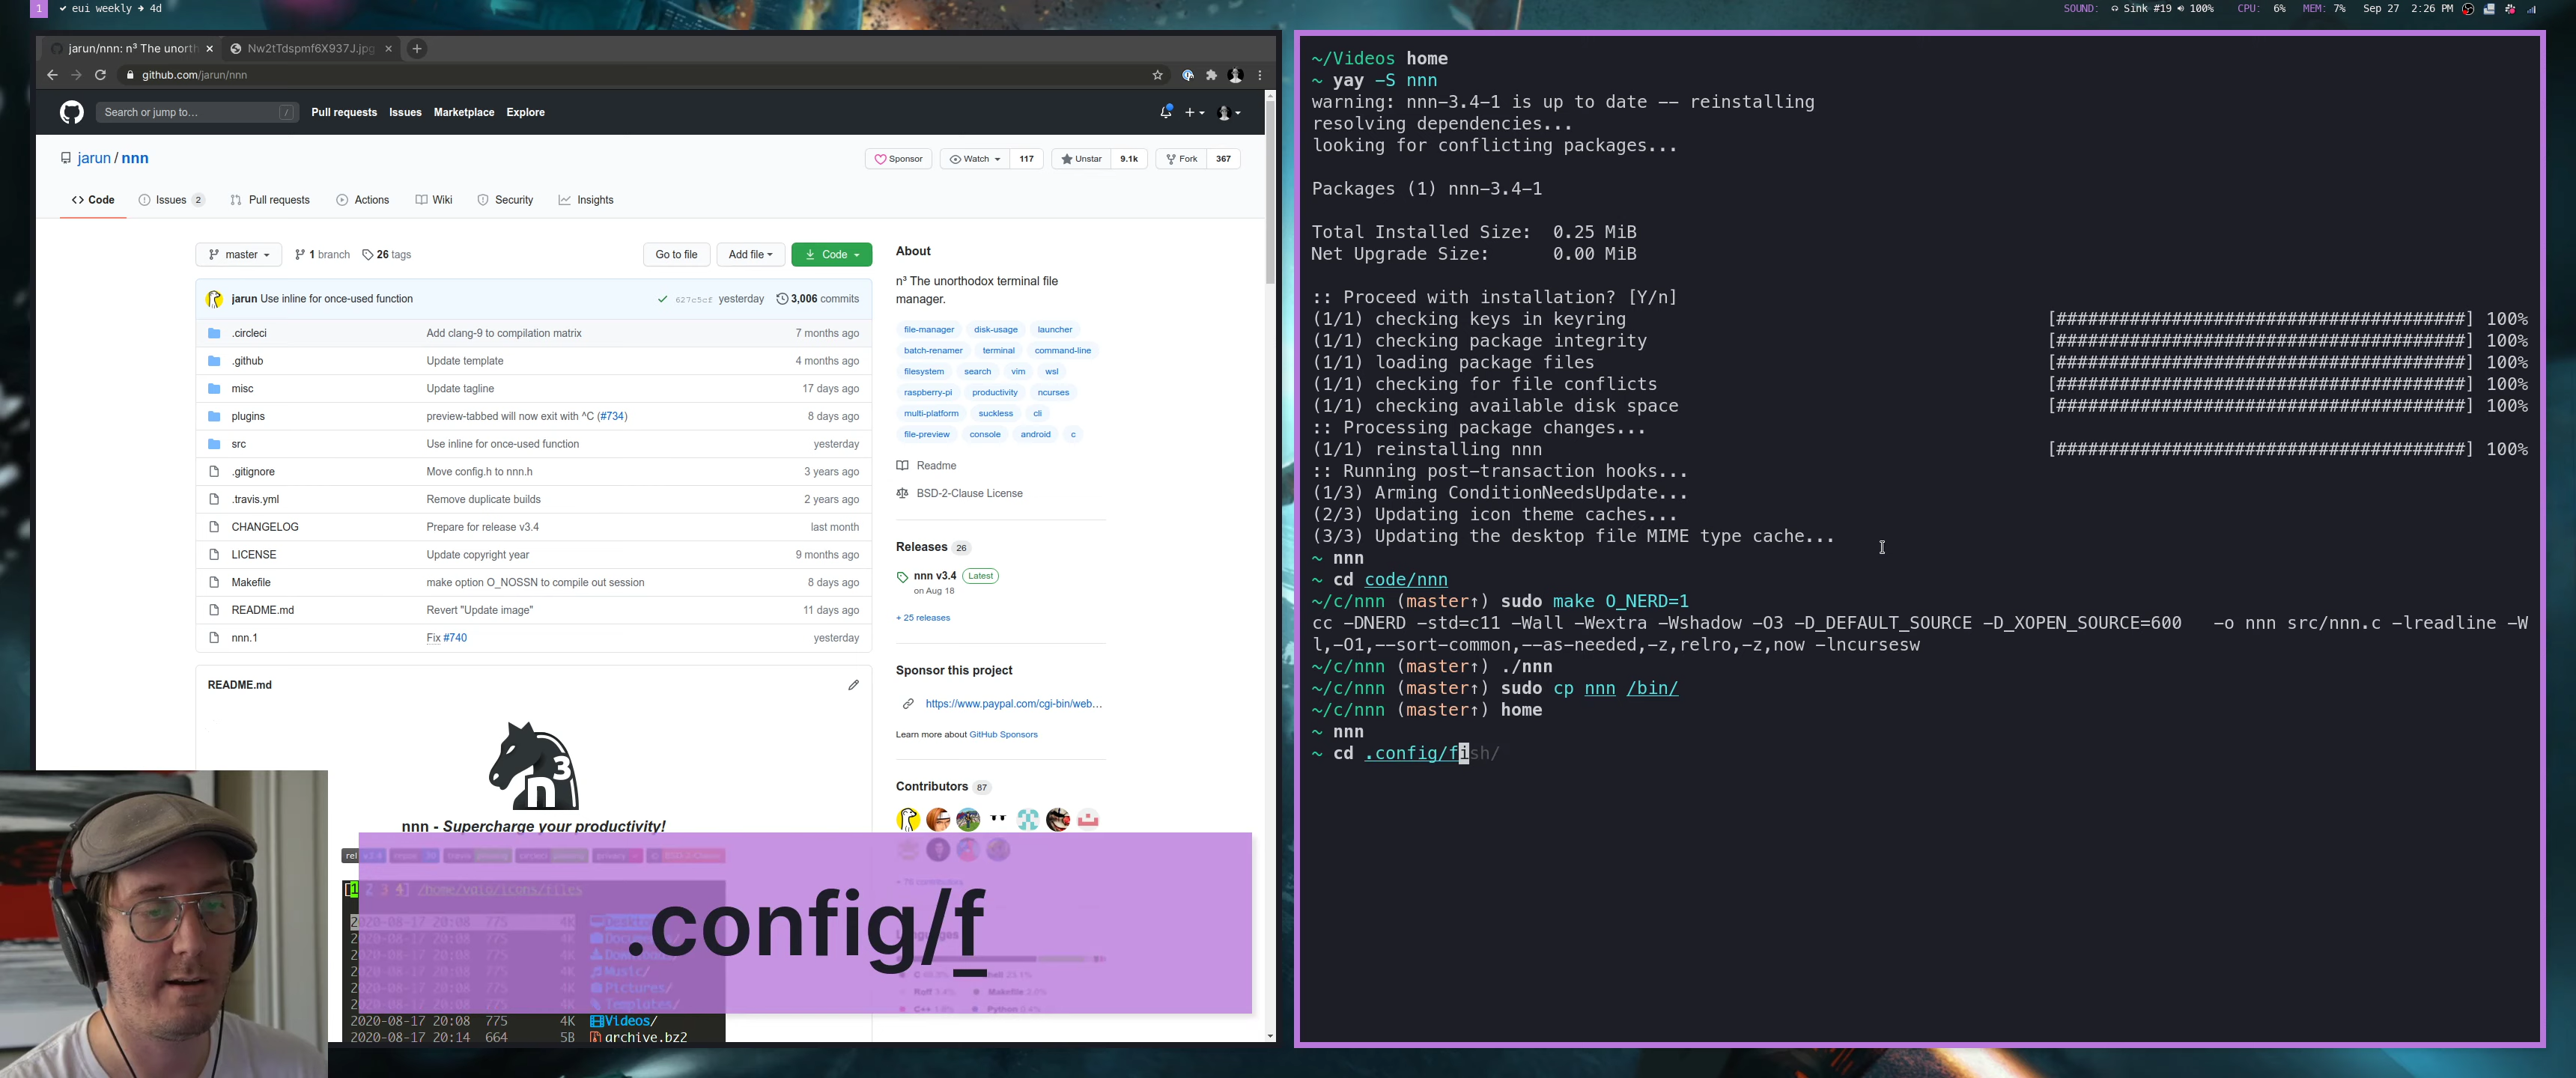 1 ✔ eui weekly ➔ 4d
SOUND: Sink #19 100% CPU: 6% MEM: 7% Sep 27 2:26 PM
jarun/nnn: n³ The unorth
Nw2tTdspmf6X937J.jpg
github.com/jarun/nnn
Search or jump to… /
Pull requests Issues Marketplace Explore
jarun / nnn
Sponsor Watch 117 Unstar 9.1k Fork 367
Code Issues 2 Pull requests Actions Wiki Security Insights
master 1 branch 26 tags Go to file Add file Code
jarun Use inline for once-used function 627c5cf yesterday 3,006 commits
.circleci Add clang-9 to compilation matrix 7 months ago
.github Update template 4 months ago
misc Update tagline 17 days ago
plugins preview-tabbed will now exit with ^C (#734) 8 days ago
src Use inline for once-used function yesterday
.gitignore Move config.h to nnn.h 3 years ago
.travis.yml Remove duplicate builds 2 years ago
CHANGELOG Prepare for release v3.4 last month
LICENSE Update copyright year 9 months ago
Makefile make option O_NOSSN to compile out session 8 days ago
README.md Revert "Update image" 11 days ago
nnn.1 Fix #740 yesterday
README.md
n3
nnn - Supercharge your productivity!
rel
[1 2 3 4] /home/vaio/icons/files
2020-08-17 20:08 775 4K Videos/
2020-08-17 20:14 664 5B archive.bz2
About
n³ The unorthodox terminal file
manager.
file-manager disk-usage launcher
batch-renamer terminal command-line
filesystem search vim wsl
raspberry-pi productivity ncurses
multi-platform suckless cli
file-preview console android c
Readme
BSD-2-Clause License
Releases 26
nnn v3.4 Latest
on Aug 18
+ 25 releases
Sponsor this project
https://www.paypal.com/cgi-bin/web...
Learn more about GitHub Sponsors
Contributors 87
.config/f
~/Videos home
~ yay -S nnn
warning: nnn-3.4-1 is up to date -- reinstalling
resolving dependencies...
looking for conflicting packages...
Packages (1) nnn-3.4-1
Total Installed Size: 0.25 MiB
Net Upgrade Size: 0.00 MiB
:: Proceed with installation? [Y/n]
(1/1) checking keys in keyring [#######################################] 100%
(1/1) checking package integrity [#######################################] 100%
(1/1) loading package files [#######################################] 100%
(1/1) checking for file conflicts [#######################################] 100%
(1/1) checking available disk space [#######################################] 100%
:: Processing package changes...
(1/1) reinstalling nnn [#######################################] 100%
:: Running post-transaction hooks...
(1/3) Arming ConditionNeedsUpdate...
(2/3) Updating icon theme caches...
(3/3) Updating the desktop file MIME type cache...
~ nnn
~ cd code/nnn
~/c/nnn (master↑) sudo make O_NERD=1
cc -DNERD -std=c11 -Wall -Wextra -Wshadow -O3 -D_DEFAULT_SOURCE -D_XOPEN_SOURCE=600 -o nnn src/nnn.c -lreadline -W
l,-O1,--sort-common,--as-needed,-z,relro,-z,now -lncursesw
~/c/nnn (master↑) ./nnn
~/c/nnn (master↑) sudo cp nnn /bin/
~/c/nnn (master↑) home
~ nnn
~ cd .config/fish/